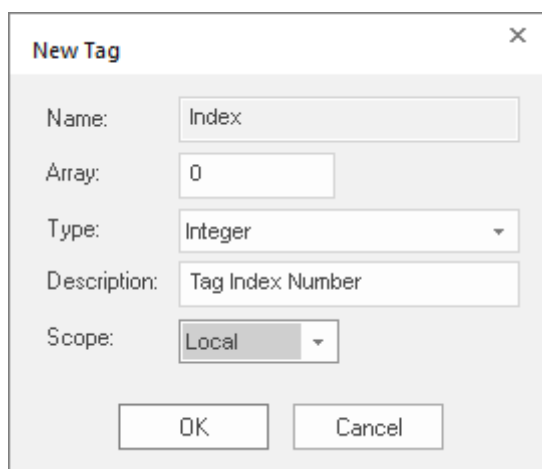 New Tag
Name: Index
Array: 0
Type: Integer
Description: Tag Index Number
Scope: Local
OK Cancel